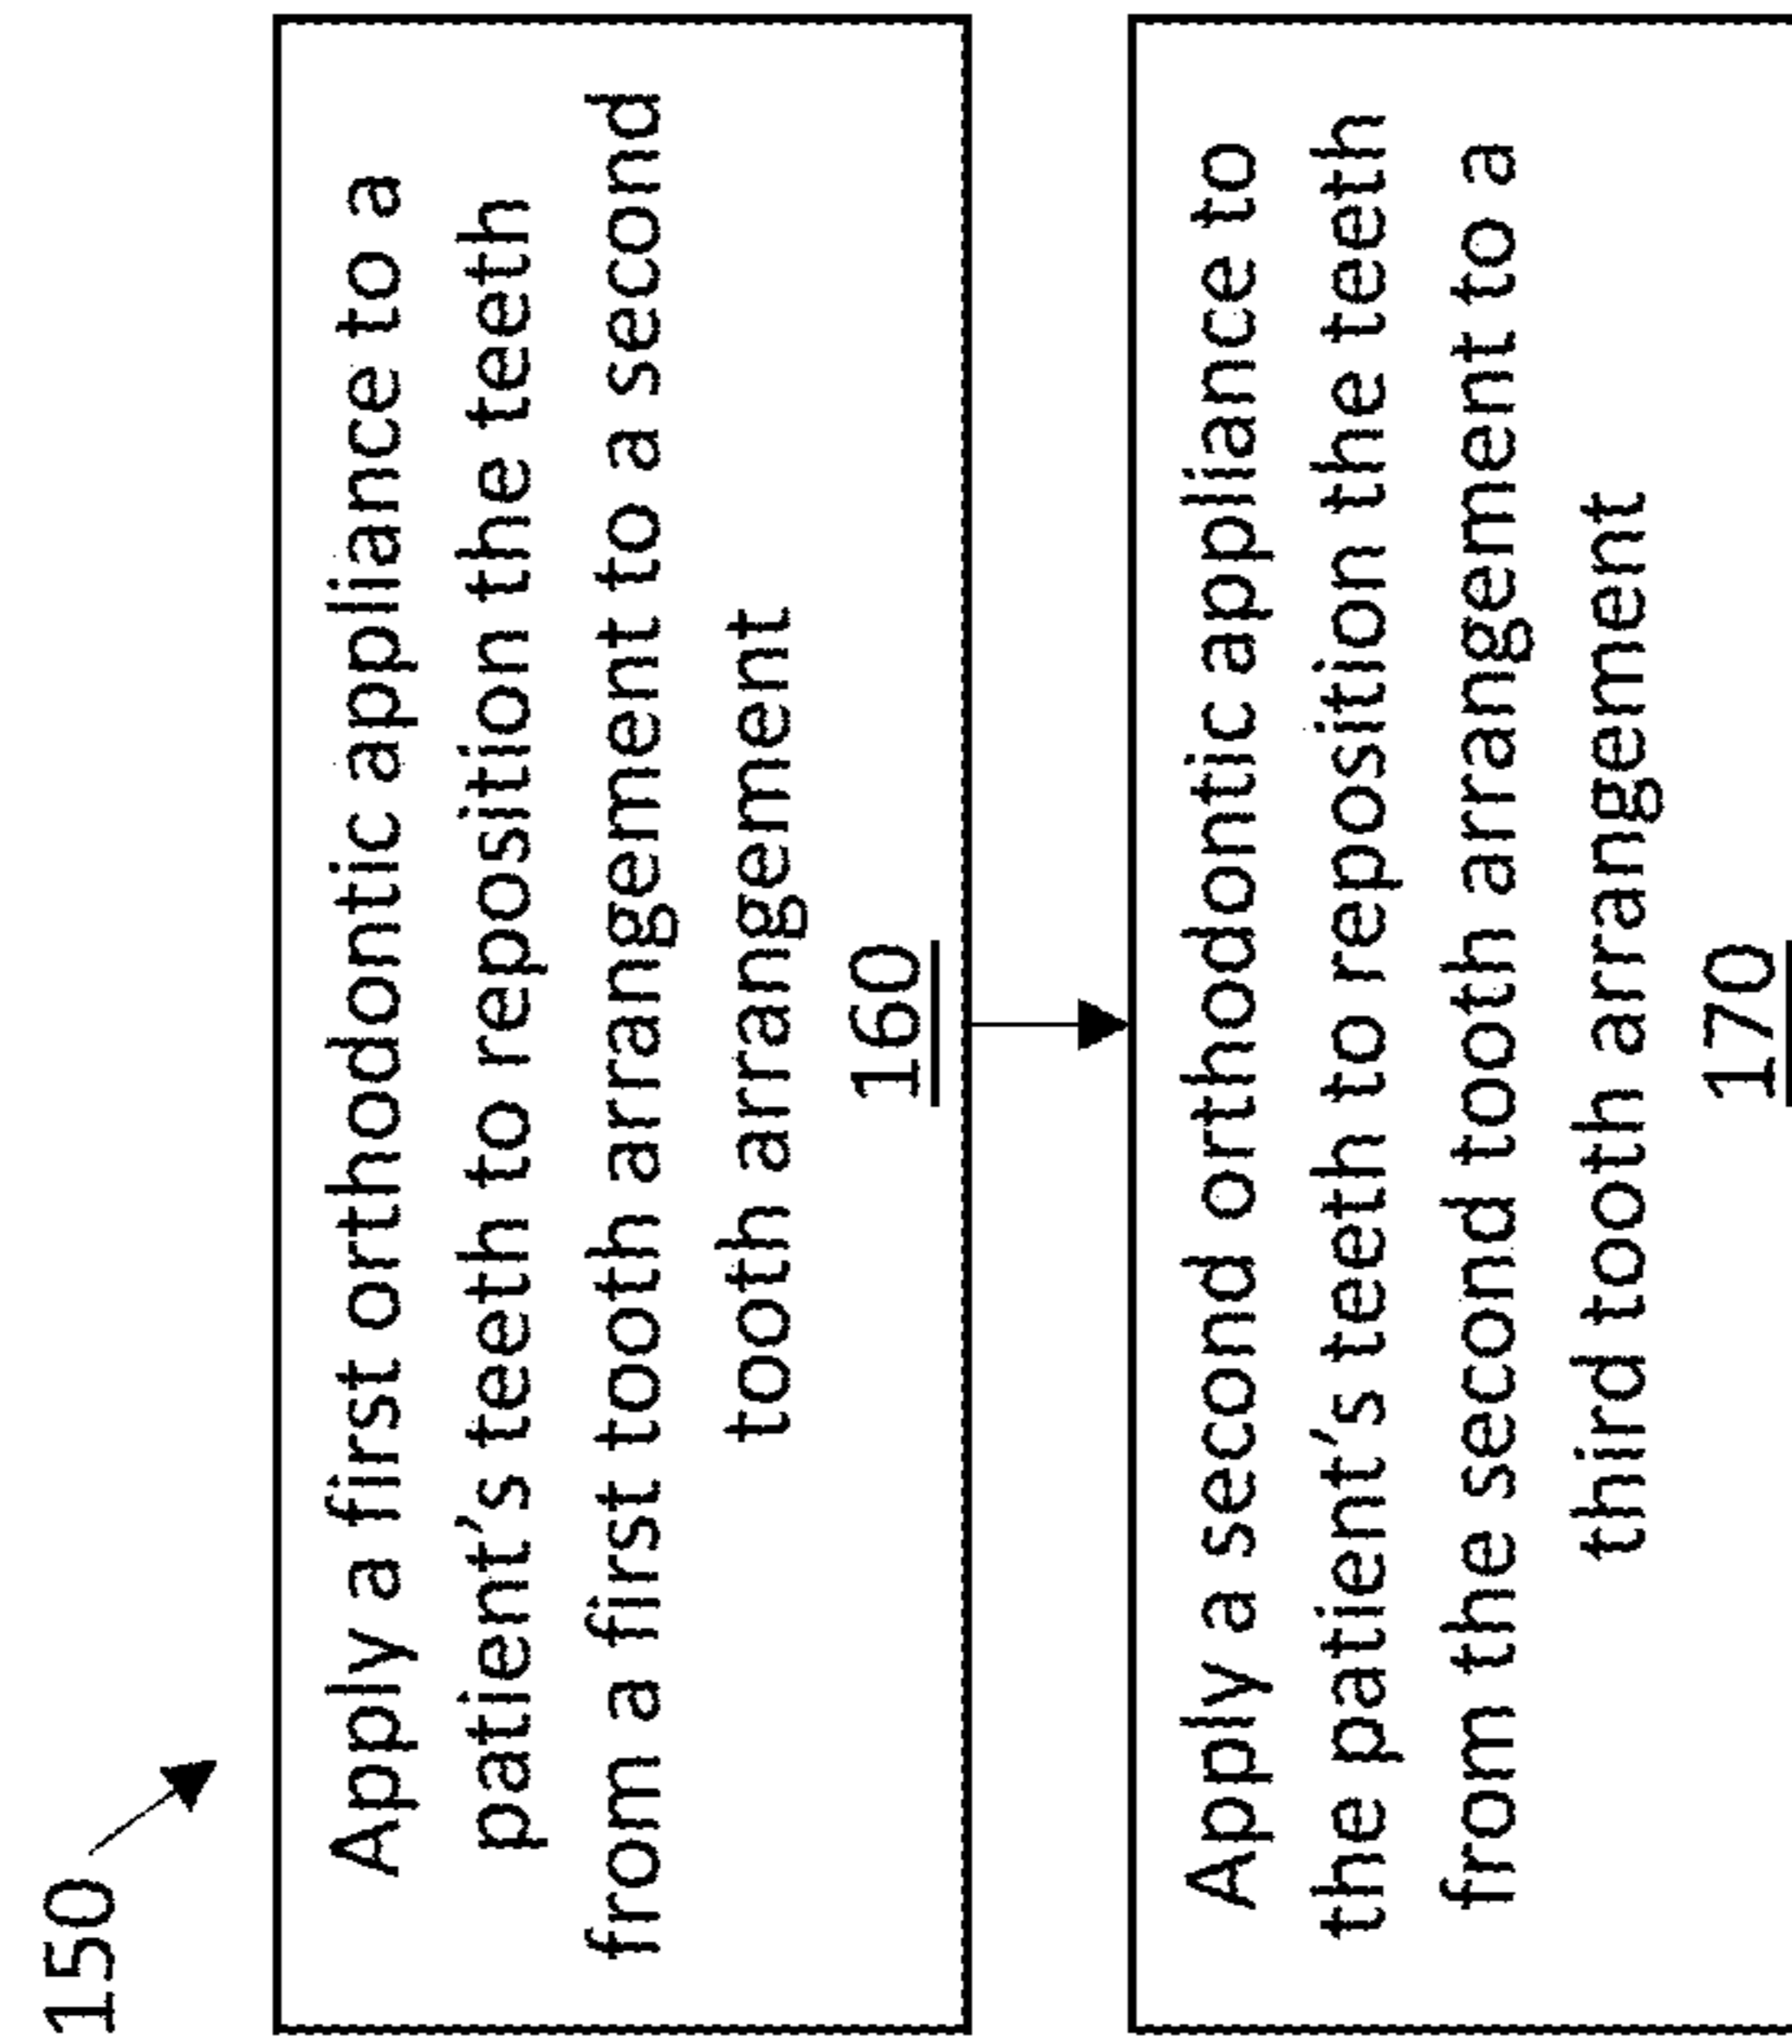 150
Apply a first orthodontic appliance to a
patient's teeth to reposition the teeth
from a first tooth arrangement to a second
tooth arrangement
160
Apply a second orthodontic appliance to
the patient's teeth to reposition the teeth
from the second tooth arrangement to a
third tooth arrangement
170